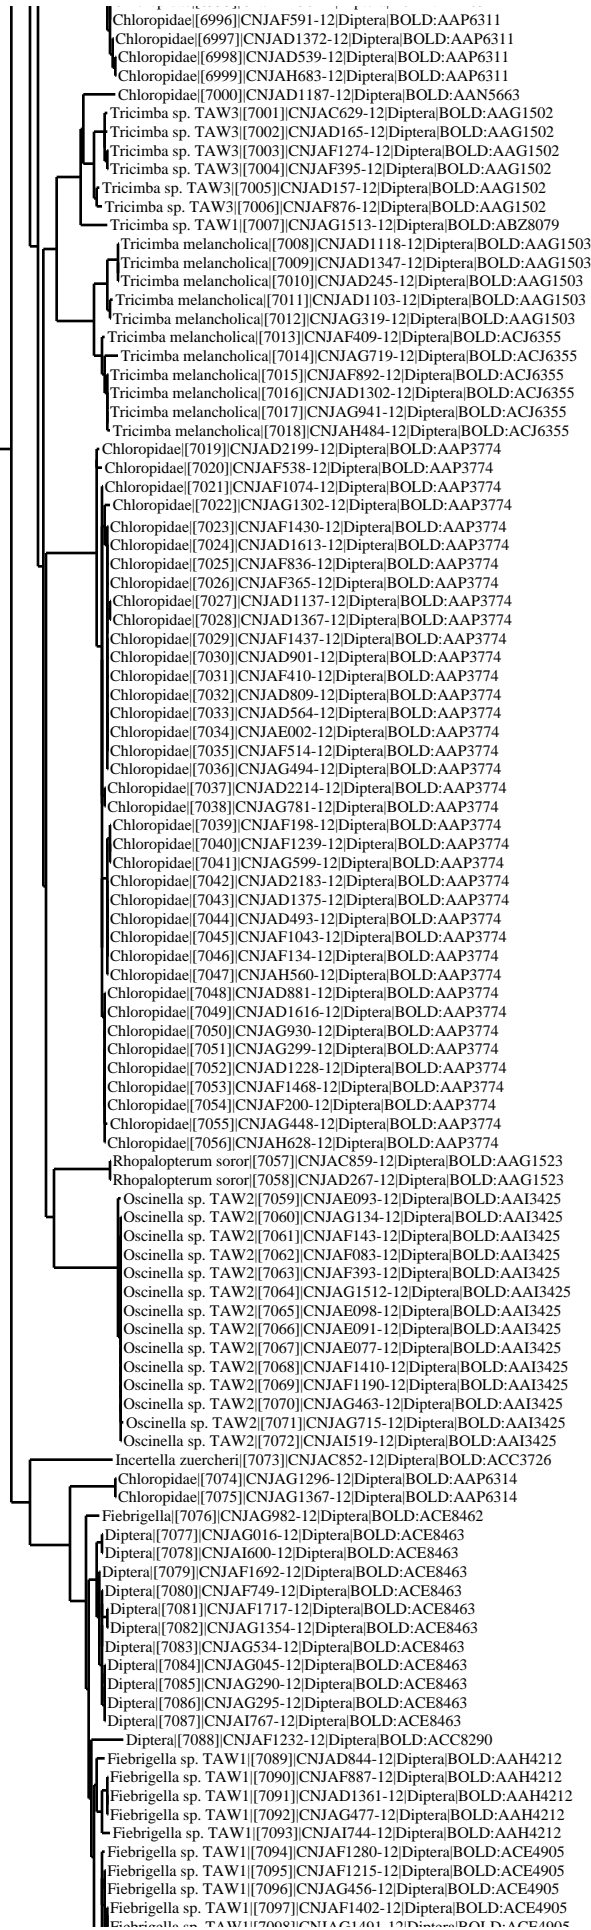 Chloropidae|[6996]|CNJAF591-12|Diptera|BOLD:AAP6311
Chloropidae|[6997]|CNJAD1372-12|Diptera|BOLD:AAP6311
Chloropidae|[6998]|CNJAD539-12|Diptera|BOLD:AAP6311
Chloropidae|[6999]|CNJAH683-12|Diptera|BOLD:AAP6311
Chloropidae|[7000]|CNJAD1187-12|Diptera|BOLD:AAN5663
Tricimba sp. TAW3|[7001]|CNJAC629-12|Diptera|BOLD:AAG1502
Tricimba sp. TAW3|[7002]|CNJAD165-12|Diptera|BOLD:AAG1502
Tricimba sp. TAW3|[7003]|CNJAF1274-12|Diptera|BOLD:AAG1502
Tricimba sp. TAW3|[7004]|CNJAF395-12|Diptera|BOLD:AAG1502
Tricimba sp. TAW3|[7005]|CNJAD157-12|Diptera|BOLD:AAG1502
Tricimba sp. TAW3|[7006]|CNJAF876-12|Diptera|BOLD:AAG1502
Tricimba sp. TAW1|[7007]|CNJAG1513-12|Diptera|BOLD:ABZ8079
Tricimba melancholica|[7008]|CNJAD1118-12|Diptera|BOLD:AAG1503
Tricimba melancholica|[7009]|CNJAD1347-12|Diptera|BOLD:AAG1503
Tricimba melancholica|[7010]|CNJAD245-12|Diptera|BOLD:AAG1503
Tricimba melancholica|[7011]|CNJAD1103-12|Diptera|BOLD:AAG1503
Tricimba melancholica|[7012]|CNJAG319-12|Diptera|BOLD:AAG1503
Tricimba melancholica|[7013]|CNJAF409-12|Diptera|BOLD:ACJ6355
Tricimba melancholica|[7014]|CNJAG719-12|Diptera|BOLD:ACJ6355
Tricimba melancholica|[7015]|CNJAF892-12|Diptera|BOLD:ACJ6355
Tricimba melancholica|[7016]|CNJAD1302-12|Diptera|BOLD:ACJ6355
Tricimba melancholica|[7017]|CNJAG941-12|Diptera|BOLD:ACJ6355
Tricimba melancholica|[7018]|CNJAH484-12|Diptera|BOLD:ACJ6355
Chloropidae|[7019]|CNJAD2199-12|Diptera|BOLD:AAP3774
Chloropidae|[7020]|CNJAF538-12|Diptera|BOLD:AAP3774
Chloropidae|[7021]|CNJAF1074-12|Diptera|BOLD:AAP3774
Chloropidae|[7022]|CNJAG1302-12|Diptera|BOLD:AAP3774
Chloropidae|[7023]|CNJAF1430-12|Diptera|BOLD:AAP3774
Chloropidae|[7024]|CNJAD1613-12|Diptera|BOLD:AAP3774
Chloropidae|[7025]|CNJAF836-12|Diptera|BOLD:AAP3774
Chloropidae|[7026]|CNJAF365-12|Diptera|BOLD:AAP3774
Chloropidae|[7027]|CNJAD1137-12|Diptera|BOLD:AAP3774
Chloropidae|[7028]|CNJAD1367-12|Diptera|BOLD:AAP3774
Chloropidae|[7029]|CNJAF1437-12|Diptera|BOLD:AAP3774
Chloropidae|[7030]|CNJAD901-12|Diptera|BOLD:AAP3774
Chloropidae|[7031]|CNJAF410-12|Diptera|BOLD:AAP3774
Chloropidae|[7032]|CNJAD809-12|Diptera|BOLD:AAP3774
Chloropidae|[7033]|CNJAD564-12|Diptera|BOLD:AAP3774
Chloropidae|[7034]|CNJAE002-12|Diptera|BOLD:AAP3774
Chloropidae|[7035]|CNJAF514-12|Diptera|BOLD:AAP3774
Chloropidae|[7036]|CNJAG494-12|Diptera|BOLD:AAP3774
Chloropidae|[7037]|CNJAD2214-12|Diptera|BOLD:AAP3774
Chloropidae|[7038]|CNJAG781-12|Diptera|BOLD:AAP3774
Chloropidae|[7039]|CNJAF198-12|Diptera|BOLD:AAP3774
Chloropidae|[7040]|CNJAF1239-12|Diptera|BOLD:AAP3774
Chloropidae|[7041]|CNJAG599-12|Diptera|BOLD:AAP3774
Chloropidae|[7042]|CNJAD2183-12|Diptera|BOLD:AAP3774
Chloropidae|[7043]|CNJAD1375-12|Diptera|BOLD:AAP3774
Chloropidae|[7044]|CNJAD493-12|Diptera|BOLD:AAP3774
Chloropidae|[7045]|CNJAF1043-12|Diptera|BOLD:AAP3774
Chloropidae|[7046]|CNJAF134-12|Diptera|BOLD:AAP3774
Chloropidae|[7047]|CNJAH560-12|Diptera|BOLD:AAP3774
Chloropidae|[7048]|CNJAD881-12|Diptera|BOLD:AAP3774
Chloropidae|[7049]|CNJAD1616-12|Diptera|BOLD:AAP3774
Chloropidae|[7050]|CNJAG930-12|Diptera|BOLD:AAP3774
Chloropidae|[7051]|CNJAG299-12|Diptera|BOLD:AAP3774
Chloropidae|[7052]|CNJAD1228-12|Diptera|BOLD:AAP3774
Chloropidae|[7053]|CNJAF1468-12|Diptera|BOLD:AAP3774
Chloropidae|[7054]|CNJAF200-12|Diptera|BOLD:AAP3774
Chloropidae|[7055]|CNJAG448-12|Diptera|BOLD:AAP3774
Chloropidae|[7056]|CNJAH628-12|Diptera|BOLD:AAP3774
Rhopalopterum soror|[7057]|CNJAC859-12|Diptera|BOLD:AAG1523
Rhopalopterum soror|[7058]|CNJAD267-12|Diptera|BOLD:AAG1523
Oscinella sp. TAW2|[7059]|CNJAE093-12|Diptera|BOLD:AAI3425
Oscinella sp. TAW2|[7060]|CNJAG134-12|Diptera|BOLD:AAI3425
Oscinella sp. TAW2|[7061]|CNJAF143-12|Diptera|BOLD:AAI3425
Oscinella sp. TAW2|[7062]|CNJAF083-12|Diptera|BOLD:AAI3425
Oscinella sp. TAW2|[7063]|CNJAF393-12|Diptera|BOLD:AAI3425
Oscinella sp. TAW2|[7064]|CNJAG1512-12|Diptera|BOLD:AAI3425
Oscinella sp. TAW2|[7065]|CNJAE098-12|Diptera|BOLD:AAI3425
Oscinella sp. TAW2|[7066]|CNJAE091-12|Diptera|BOLD:AAI3425
Oscinella sp. TAW2|[7067]|CNJAE077-12|Diptera|BOLD:AAI3425
Oscinella sp. TAW2|[7068]|CNJAF1410-12|Diptera|BOLD:AAI3425
Oscinella sp. TAW2|[7069]|CNJAF1190-12|Diptera|BOLD:AAI3425
Oscinella sp. TAW2|[7070]|CNJAG463-12|Diptera|BOLD:AAI3425
Oscinella sp. TAW2|[7071]|CNJAG715-12|Diptera|BOLD:AAI3425
Oscinella sp. TAW2|[7072]|CNJAI519-12|Diptera|BOLD:AAI3425
Incertella zuercheri|[7073]|CNJAC852-12|Diptera|BOLD:ACC3726
Chloropidae|[7074]|CNJAG1296-12|Diptera|BOLD:AAP6314
Chloropidae|[7075]|CNJAG1367-12|Diptera|BOLD:AAP6314
Fiebrigella|[7076]|CNJAG982-12|Diptera|BOLD:ACE8462
Diptera|[7077]|CNJAG016-12|Diptera|BOLD:ACE8463
Diptera|[7078]|CNJAI600-12|Diptera|BOLD:ACE8463
Diptera|[7079]|CNJAF1692-12|Diptera|BOLD:ACE8463
Diptera|[7080]|CNJAF749-12|Diptera|BOLD:ACE8463
Diptera|[7081]|CNJAF1717-12|Diptera|BOLD:ACE8463
Diptera|[7082]|CNJAG1354-12|Diptera|BOLD:ACE8463
Diptera|[7083]|CNJAG534-12|Diptera|BOLD:ACE8463
Diptera|[7084]|CNJAG045-12|Diptera|BOLD:ACE8463
Diptera|[7085]|CNJAG290-12|Diptera|BOLD:ACE8463
Diptera|[7086]|CNJAG295-12|Diptera|BOLD:ACE8463
Diptera|[7087]|CNJAI767-12|Diptera|BOLD:ACE8463
Diptera|[7088]|CNJAF1232-12|Diptera|BOLD:ACC8290
Fiebrigella sp. TAW1|[7089]|CNJAD844-12|Diptera|BOLD:AAH4212
Fiebrigella sp. TAW1|[7090]|CNJAF887-12|Diptera|BOLD:AAH4212
Fiebrigella sp. TAW1|[7091]|CNJAD1361-12|Diptera|BOLD:AAH4212
Fiebrigella sp. TAW1|[7092]|CNJAG477-12|Diptera|BOLD:AAH4212
Fiebrigella sp. TAW1|[7093]|CNJAI744-12|Diptera|BOLD:AAH4212
Fiebrigella sp. TAW1|[7094]|CNJAF1280-12|Diptera|BOLD:ACE4905
Fiebrigella sp. TAW1|[7095]|CNJAF1215-12|Diptera|BOLD:ACE4905
Fiebrigella sp. TAW1|[7096]|CNJAG456-12|Diptera|BOLD:ACE4905
Fiebrigella sp. TAW1|[7097]|CNJAF1402-12|Diptera|BOLD:ACE4905
Fiebrigella sp. TAW1|[7098]|CNJAG1491-12|Diptera|BOLD:ACE4905